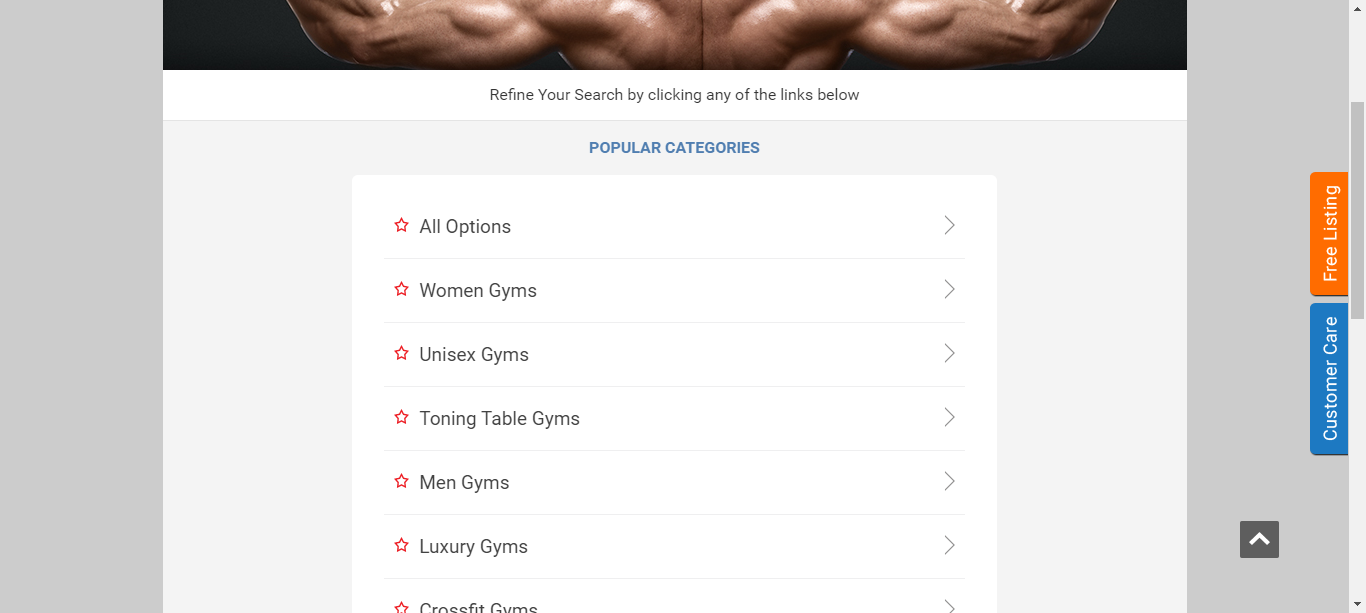 Refine Your Search by clicking any of the links below
POPULAR CATEGORIES
All Options
Women Gyms
Unisex Gyms
Toning Table Gyms
Men Gyms
Luxury Gyms
Crossfit Gyms
Free Listing
Customer Care